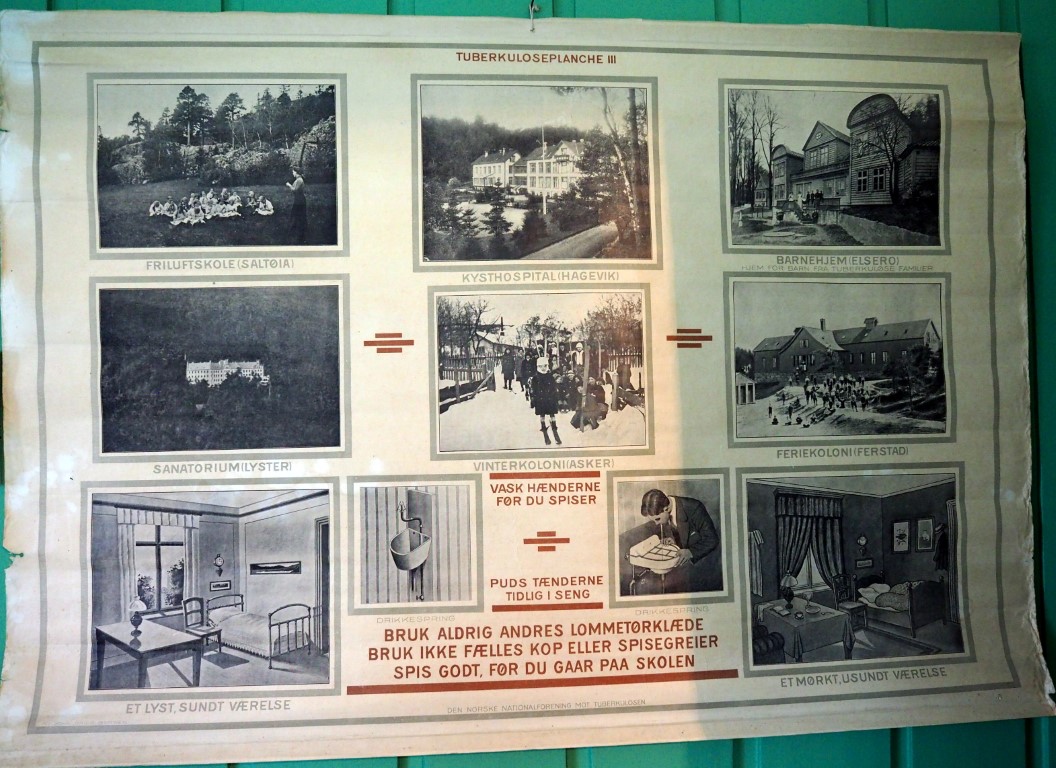 TUBERKULOSEPLANCHE III
FRILUFTSKOLE (SALTØIA)
KYSTHOSPITAL (HAGEVIK)
BARNEHJEM (ELSERO)
HJEM FOR BARN FRA TUBERKULØSE FAMILIER
SANATORIUM (LYSTER)
VINTERKOLONI (ASKER)
FERIEKOLONI (FERSTAD)
VASK HÆNDERNE
FØR DU SPISER
PUDS TÆNDERNE
TIDLIG I SENG
DRIKKESPRING
DRIKKESPRING
BRUK ALDRIG ANDRES LOMMETØRKLÆDE
BRUK IKKE FÆLLES KOP ELLER SPISEGREIER
SPIS GODT, FØR DU GAAR PAA SKOLEN
ET LYST, SUNDT VÆRELSE
ET MØRKT, USUNDT VÆRELSE
DEN NORSKE NATIONALFORENING MOT TUBERKULOSEN